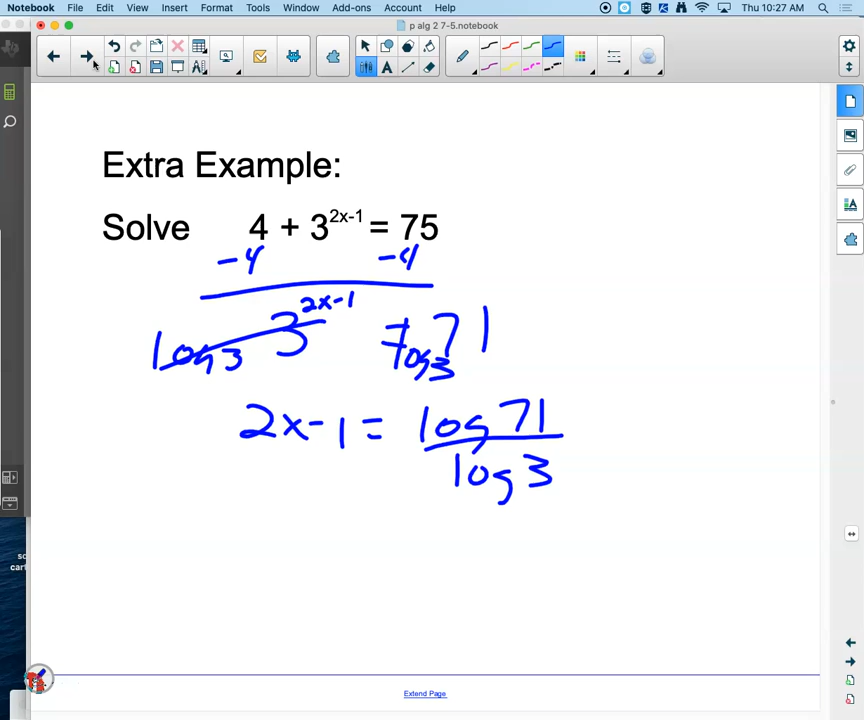 Notebook File Edit View Insert Format Tools Add-ons Window Account Help Thu 10:27 AM
p alg 2 7-5.notebook
Extra Example:
Solve 4 + 3^{2x-1} = 75
-4 -4
log3 3^{2x-1} = log3 71
2x-1 = log 71
log 3
Extend Page